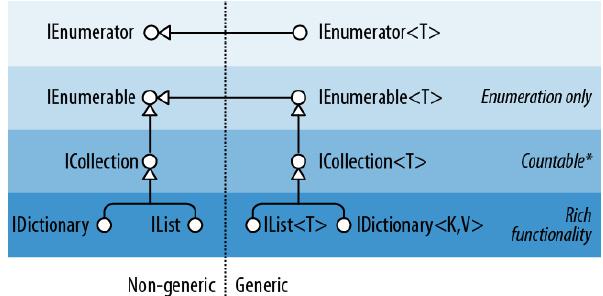 IEnumerator IEnumerator<T>
IEnumerable IEnumerable<T> Enumeration only
ICollection ICollection<T> Countable*
IDictionary IList IList<T> IDictionary<K,V> Rich
functionality
Non-generic Generic